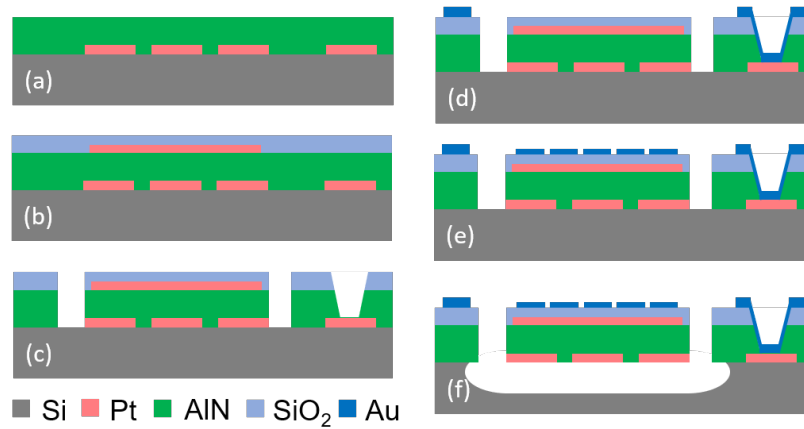 (a)
(b)
(c)
Si Pt AlN SiO₂ Au
(d)
(e)
(f)